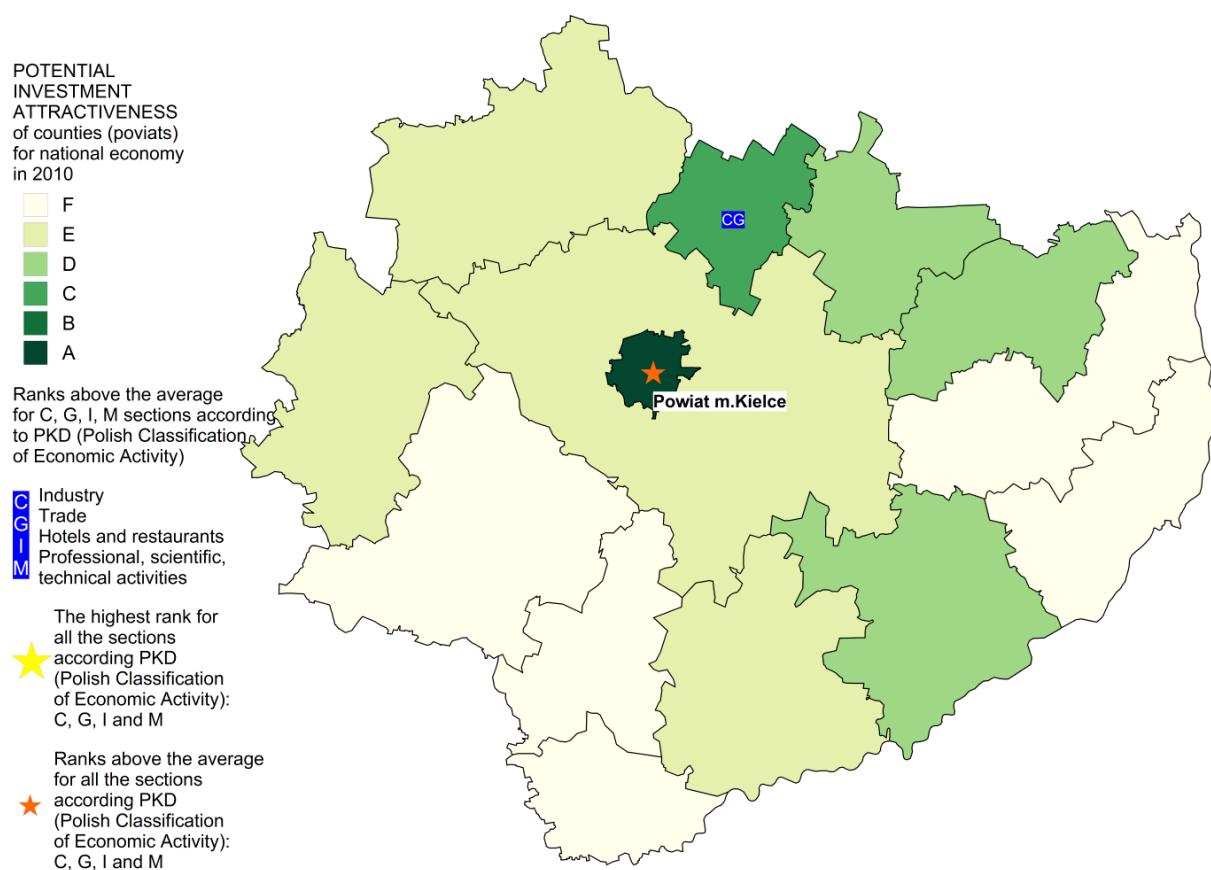 POTENTIAL
INVESTMENT
ATTRACTIVENESS
of counties (poviats)
for national economy
in 2010
F
E
D
C
B
A
Ranks above the average
for C, G, I, M sections according
to PKD (Polish Classification
of Economic Activity)
C Industry
G Trade
I Hotels and restaurants
M Professional, scientific,
technical activities
The highest rank for
all the sections
according PKD
(Polish Classification
of Economic Activity):
C, G, I and M
Ranks above the average
for all the sections
according PKD
(Polish Classification
of Economic Activity):
C, G, I and M
CG
Powiat m.Kielce